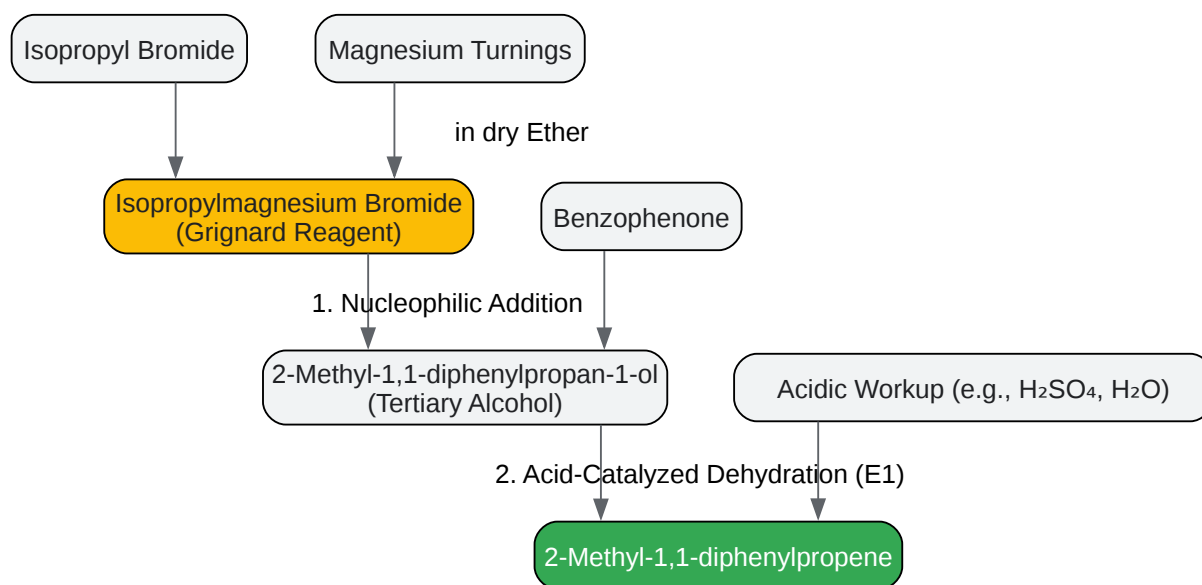 Isopropyl Bromide
Magnesium Turnings
in dry Ether
Isopropylmagnesium Bromide
(Grignard Reagent)
Benzophenone
1. Nucleophilic Addition
2-Methyl-1,1-diphenylpropan-1-ol
(Tertiary Alcohol)
Acidic Workup (e.g., H₂SO₄, H₂O)
2. Acid-Catalyzed Dehydration (E1)
2-Methyl-1,1-diphenylpropene